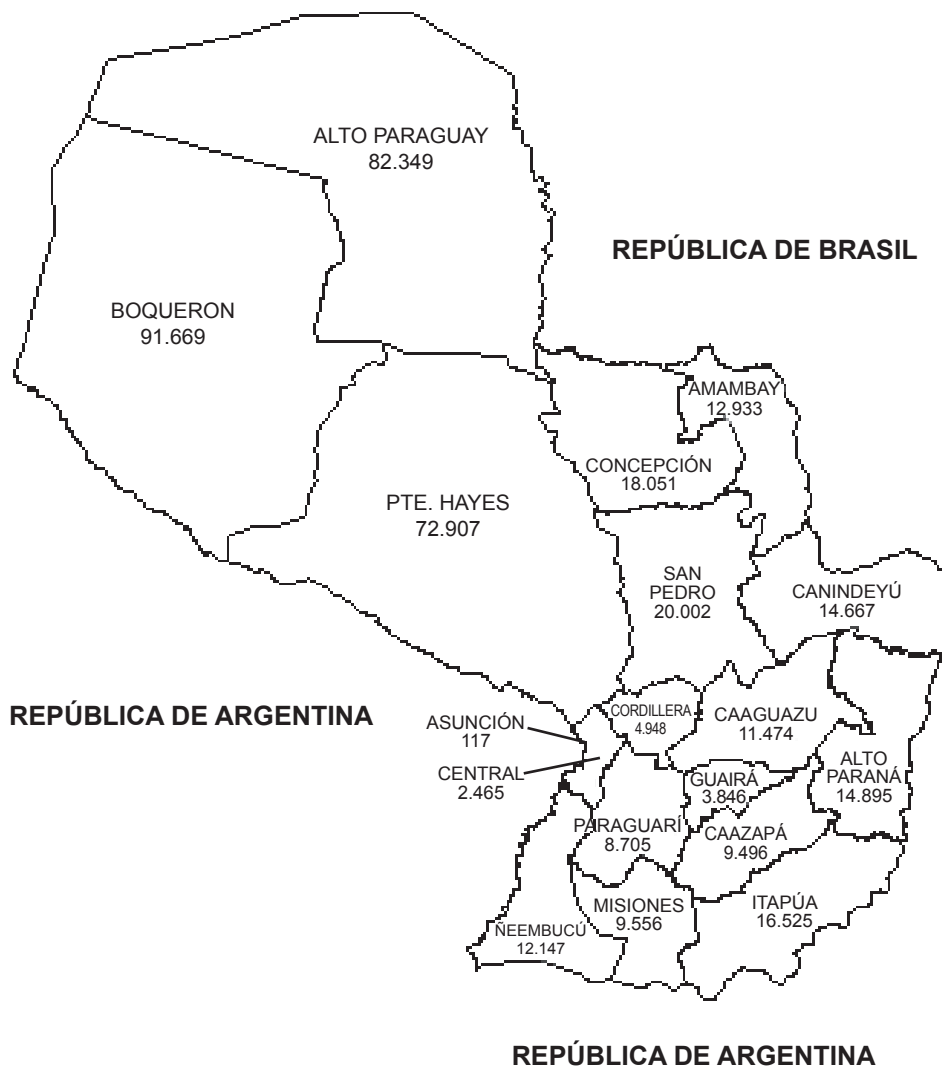 ALTO PARAGUAY
82.349
REPÚBLICA DE BRASIL
BOQUERON
91.669
AMAMBAY
12.933
CONCEPCIÓN
18.051
PTE. HAYES
72.907
SAN
PEDRO
20.002
CANINDEYÚ
14.667
REPÚBLICA DE ARGENTINA
ASUNCIÓN
117
CORDILLERA
4.948
CAAGUAZU
11.474
CENTRAL
2.465
GUAIRÁ
3.846
ALTO
PARANÁ
14.895
PARAGUARÍ
8.705
CAAZAPÁ
9.496
MISIONES
9.556
ITAPÚA
16.525
ÑEEMBUCÚ
12.147
REPÚBLICA DE ARGENTINA